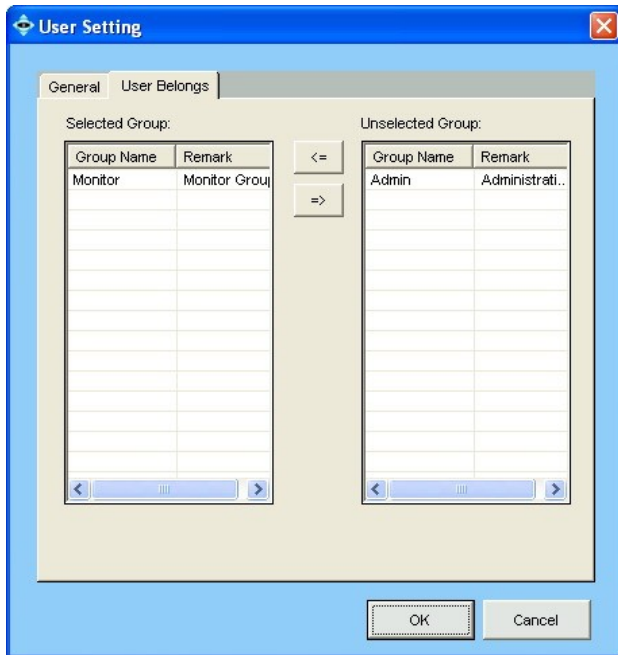 User Setting
General User Belongs
Selected Group: Unselected Group:
Group Name Remark <= Group Name Remark
Monitor Monitor Group Admin Administrati..
=>
OK Cancel